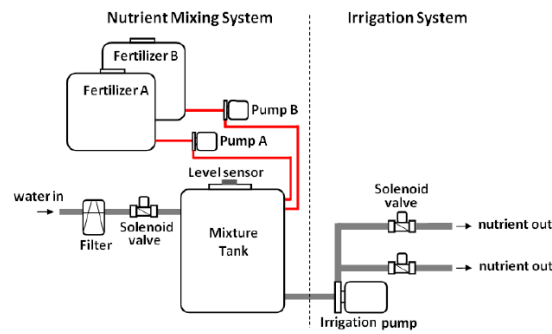 Nutrient Mixing System
Irrigation System
Fertilizer B
Fertilizer A
Pump B
Pump A
Level sensor
water in
Solenoid
valve
Filter
Mixture
Tank
Solenoid
valve
nutrient out
nutrient out
Irrigation pump